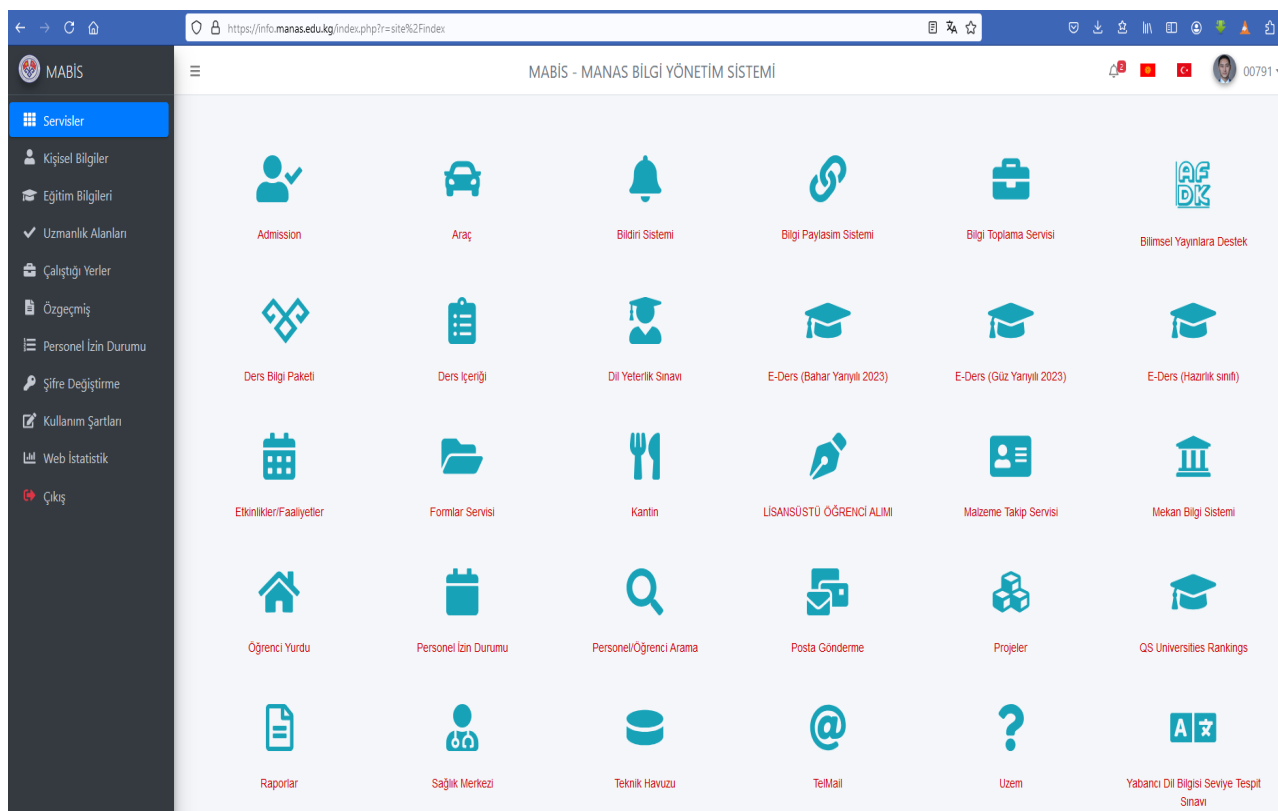 https://info.manas.edu.kg/index.php?r=site%2Findex
MABİS
MABİS - MANAS BİLGİ YÖNETİM SİSTEMİ
2
00791
Servisler
Kişisel Bilgiler
Eğitim Bilgileri
Uzmanlık Alanları
Çalıştığı Yerler
Özgeçmiş
Personel İzin Durumu
Şifre Değiştirme
Kullanım Şartları
Web İstatistik
Çıkış
AF
DK
Admission
Araç
Bildiri Sistemi
Bilgi Paylasim Sistemi
Bilgi Toplama Servisi
Bilimsel Yayınlara Destek
Ders Bilgi Paketi
Ders İçeriği
Dil Yeterlik Sınavı
E-Ders (Bahar Yarıyılı 2023)
E-Ders (Güz Yarıyılı 2023)
E-Ders (Hazırlık sınıfı)
Etkinlikler/Faaliyetler
Formlar Servisi
Kantin
LİSANSÜSTÜ ÖĞRENCİ ALIMI
Malzeme Takip Servisi
Mekan Bilgi Sistemi
Öğrenci Yurdu
Personel İzin Durumu
Personel/Öğrenci Arama
Posta Gönderme
Projeler
QS Universities Rankings
Raporlar
Sağlık Merkezi
Teknik Havuzu
TelMail
Uzem
Yabancı Dil Bilgisi Seviye Tespit
Sınavı